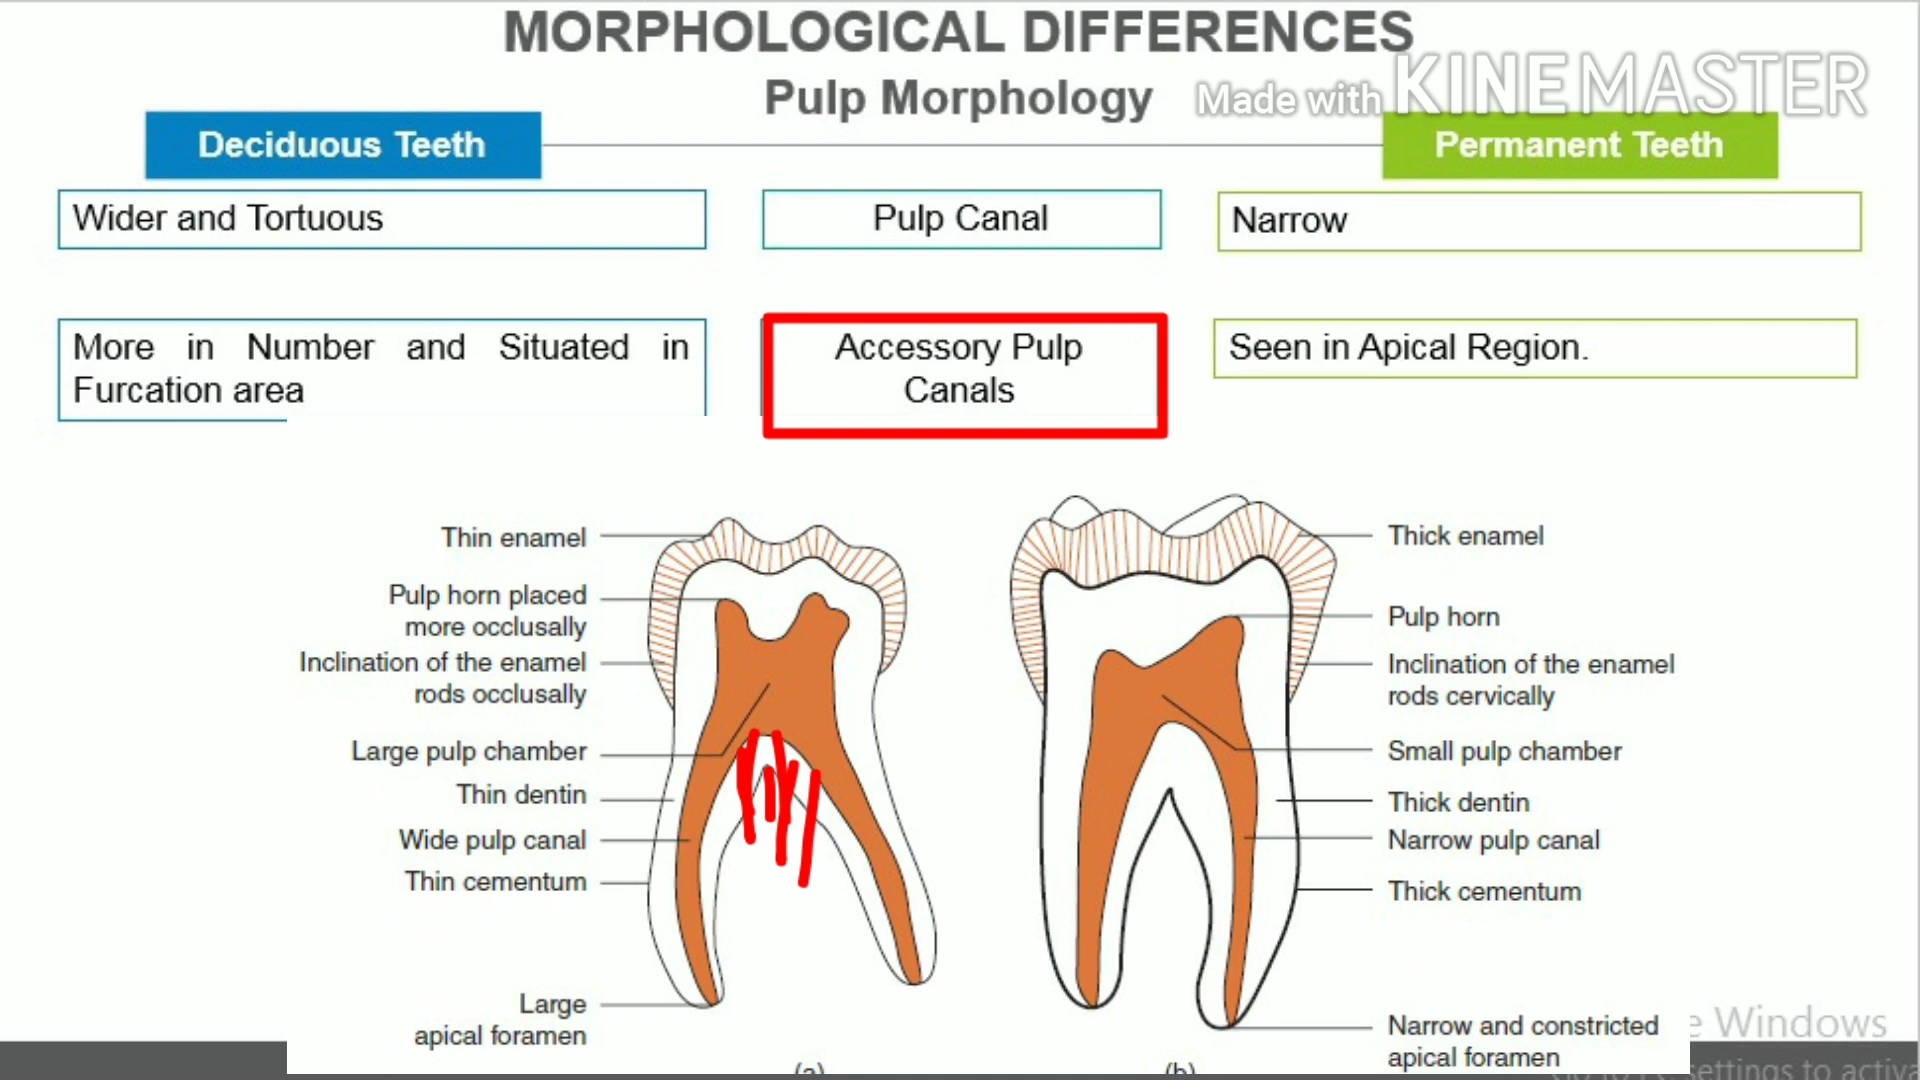 MORPHOLOGICAL DIFFERENCES
Pulp Morphology
Made with KINEMASTER
Deciduous Teeth
Permanent Teeth
Wider and Tortuous
Pulp Canal
Narrow
More in Number and Situated in
Furcation area
Accessory Pulp
Canals
Seen in Apical Region.
Thin enamel
Pulp horn placed
more occlusally
Inclination of the enamel
rods occlusally
Large pulp chamber
Thin dentin
Wide pulp canal
Thin cementum
Large
apical foramen
Thick enamel
Pulp horn
Inclination of the enamel
rods cervically
Small pulp chamber
Thick dentin
Narrow pulp canal
Thick cementum
Narrow and constricted
apical foramen
(a)
(b)
e Windows
settings to activa